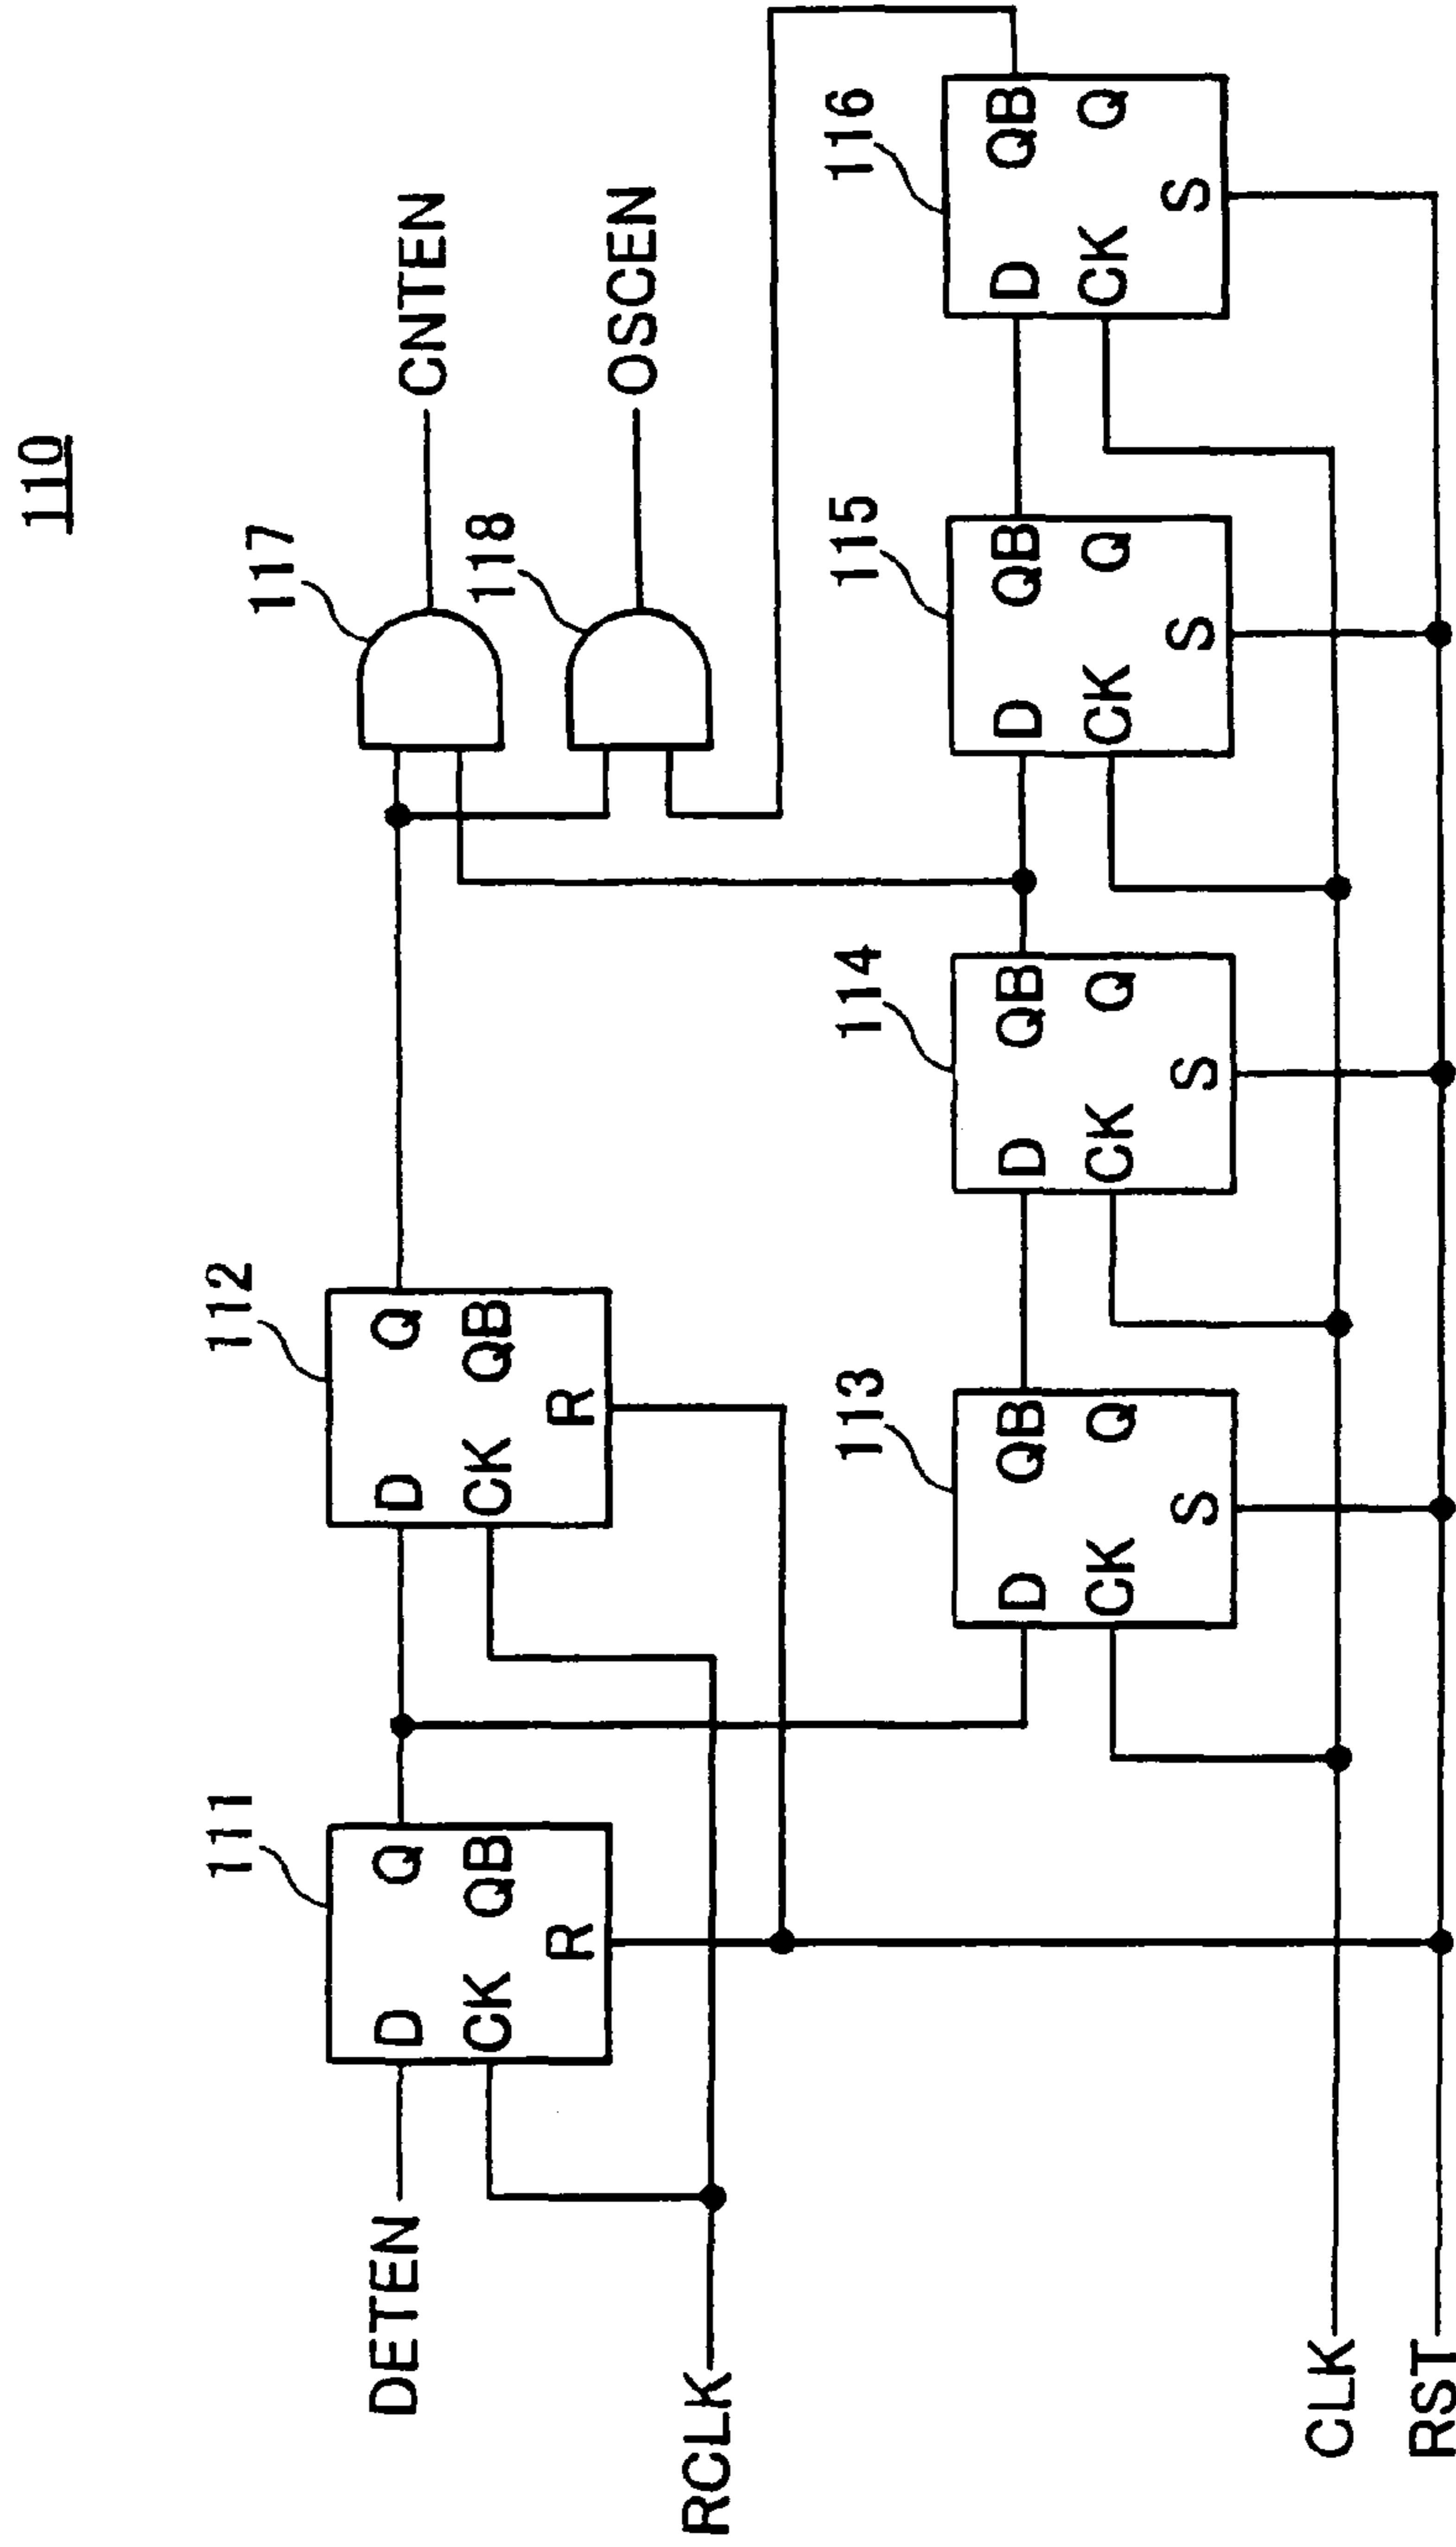 110
117
CNTEN
118
OSCEN
111
112
DETEN
D
Q
CK
QB
R
D
Q
CK
QB
R
RCLK
113
114
115
116
D
QB
CK
Q
S
D
QB
CK
Q
S
D
QB
CK
Q
S
D
QB
CK
Q
S
CLK
RST